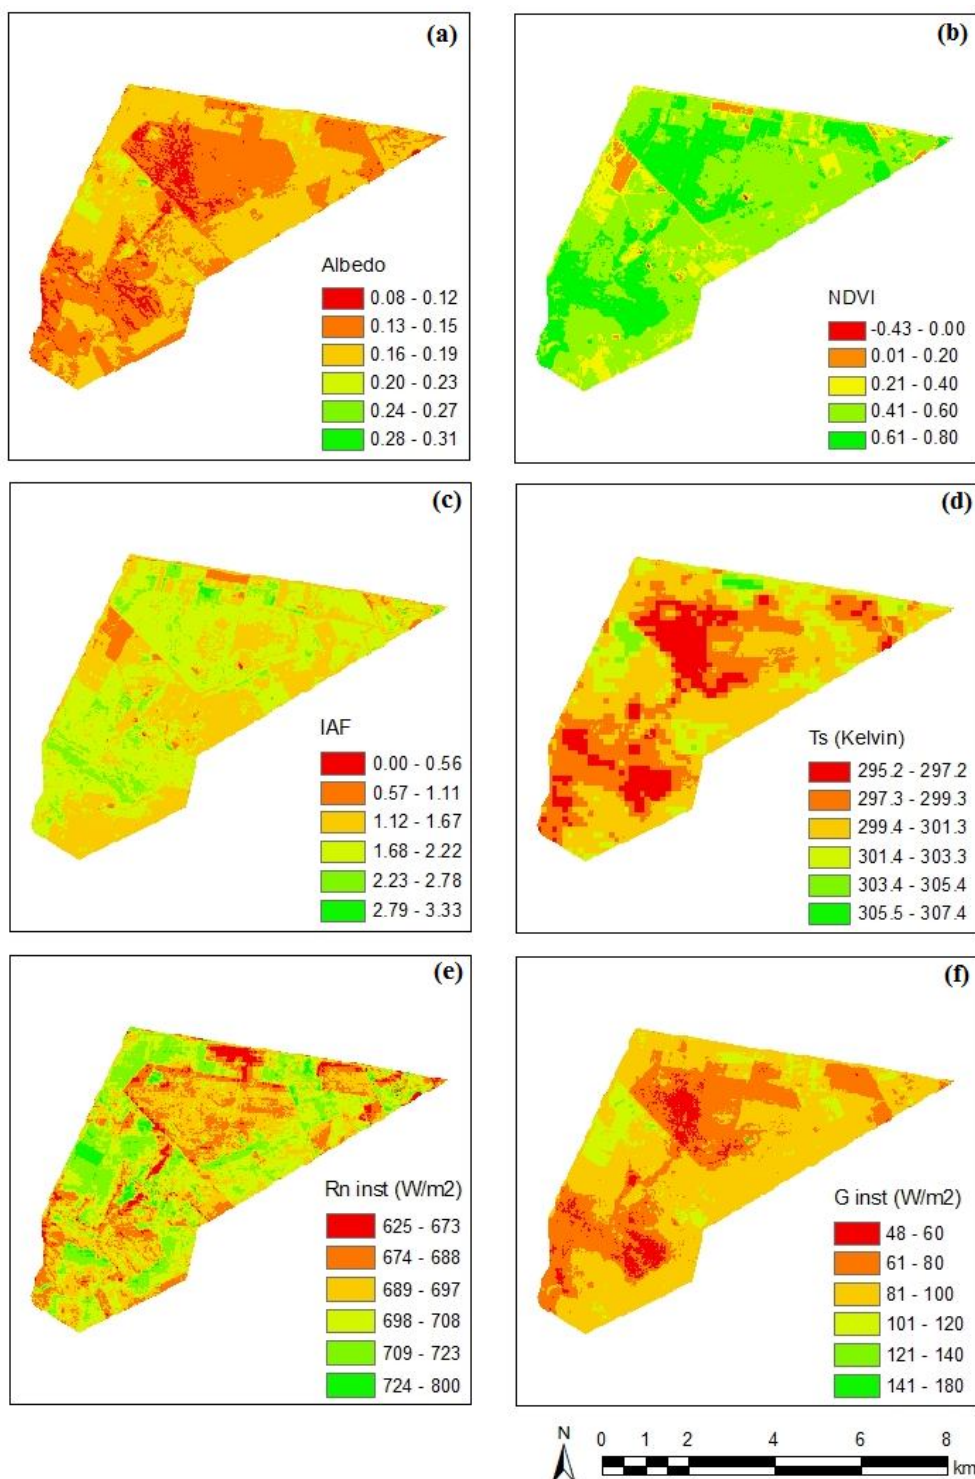 (a)
Albedo
0.08 - 0.12
0.13 - 0.15
0.16 - 0.19
0.20 - 0.23
0.24 - 0.27
0.28 - 0.31
(b)
NDVI
-0.43 - 0.00
0.01 - 0.20
0.21 - 0.40
0.41 - 0.60
0.61 - 0.80
(c)
IAF
0.00 - 0.56
0.57 - 1.11
1.12 - 1.67
1.68 - 2.22
2.23 - 2.78
2.79 - 3.33
(d)
Ts (Kelvin)
295.2 - 297.2
297.3 - 299.3
299.4 - 301.3
301.4 - 303.3
303.4 - 305.4
305.5 - 307.4
(e)
Rn inst (W/m2)
625 - 673
674 - 688
689 - 697
698 - 708
709 - 723
724 - 800
(f)
G inst (W/m2)
48 - 60
61 - 80
81 - 100
101 - 120
121 - 140
141 - 180
N
0 1 2 4 6 8
km